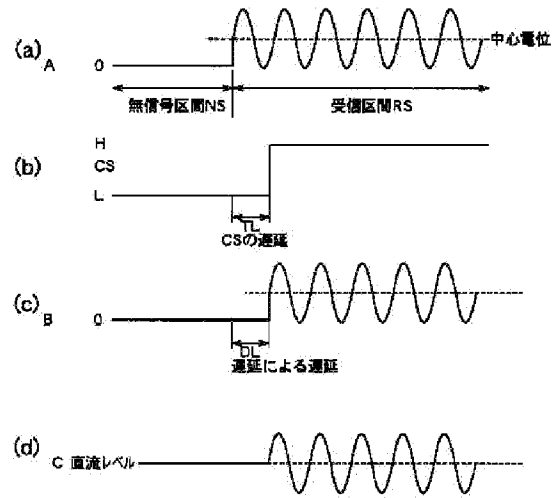 (a)
A
0
中心電位
無信号区間NS
受信区間RS
(b)
H
CS
L
TL
CSの遅延
(c)
B
0
DL
遅延による遅延
(d)
C 直流レベル